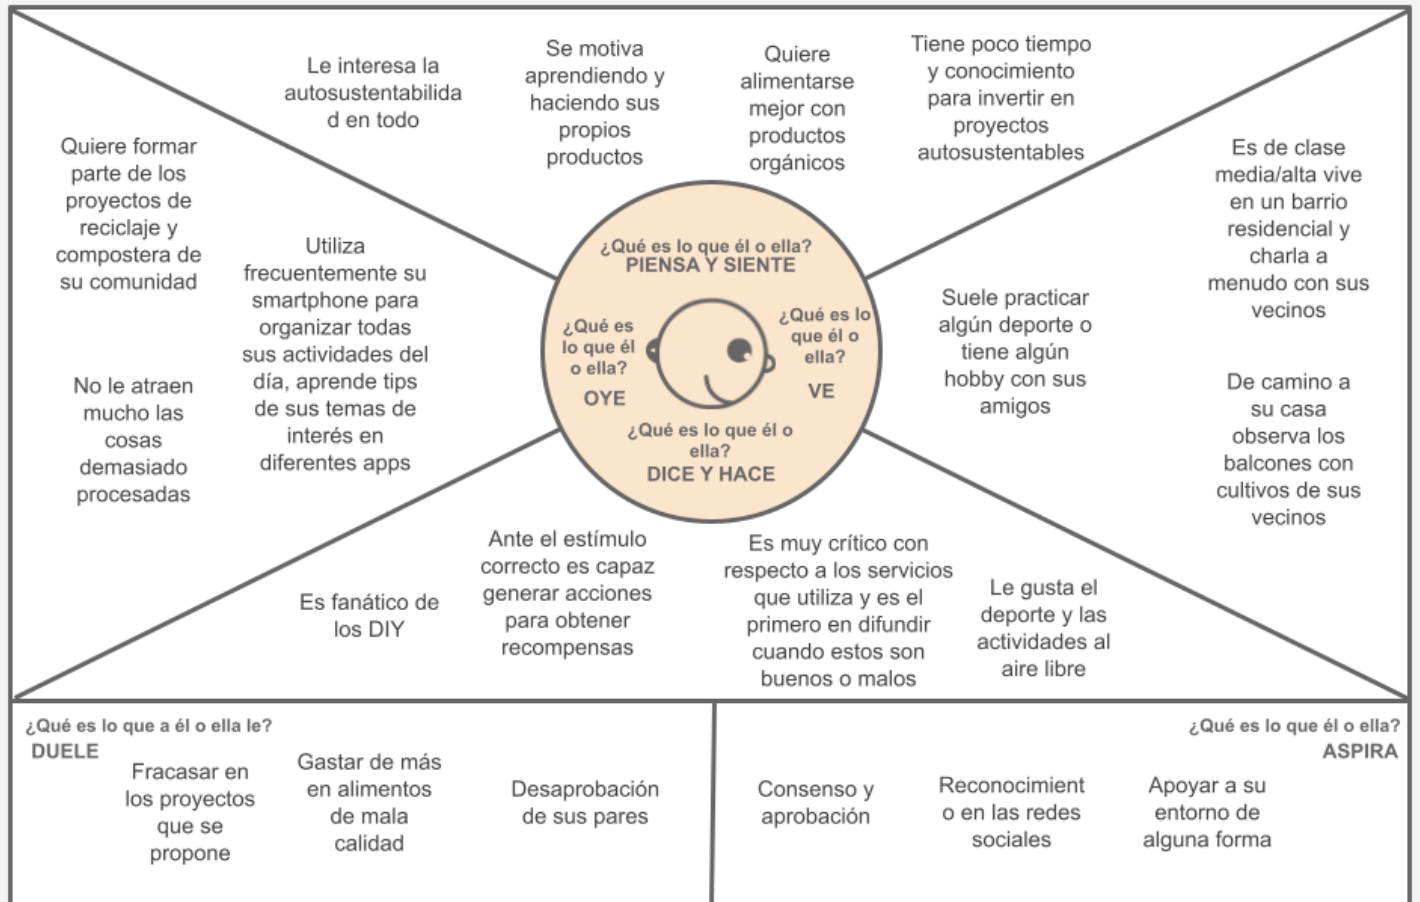 Le interesa la
autosustentabilida
d en todo
Se motiva
aprendiendo y
haciendo sus
propios
productos
Quiere
alimentarse
mejor con
productos
orgánicos
Tiene poco tiempo
y conocimiento
para invertir en
proyectos
autosustentables
Quiere formar
parte de los
proyectos de
reciclaje y
compostera de
su comunidad
Utiliza
frecuentemente su
smartphone para
organizar todas
sus actividades del
día, aprende tips
de sus temas de
interés en
diferentes apps
No le atraen
mucho las
cosas
demasiado
procesadas
¿Qué es lo que él o ella?
PIENSA Y SIENTE
¿Qué es
lo que él
o ella?
OYE
¿Qué es lo
que él o
ella?
VE
¿Qué es lo que él o
ella?
DICE Y HACE
Suele practicar
algún deporte o
tiene algún
hobby con sus
amigos
Es de clase
media/alta vive
en un barrio
residencial y
charla a
menudo con sus
vecinos
De camino a
su casa
observa los
balcones con
cultivos de sus
vecinos
Es fanático de
los DIY
Ante el estímulo
correcto es capaz
generar acciones
para obtener
recompensas
Es muy crítico con
respecto a los servicios
que utiliza y es el
primero en difundir
cuando estos son
buenos o malos
Le gusta el
deporte y las
actividades al
aire libre
¿Qué es lo que a él o ella le?
DUELE
Fracasar en
los proyectos
que se
propone
Gastar de más
en alimentos
de mala
calidad
Desaprobación
de sus pares
¿Qué es lo que él o ella?
ASPIRA
Consenso y
aprobación
Reconocimient
o en las redes
sociales
Apoyar a su
entorno de
alguna forma